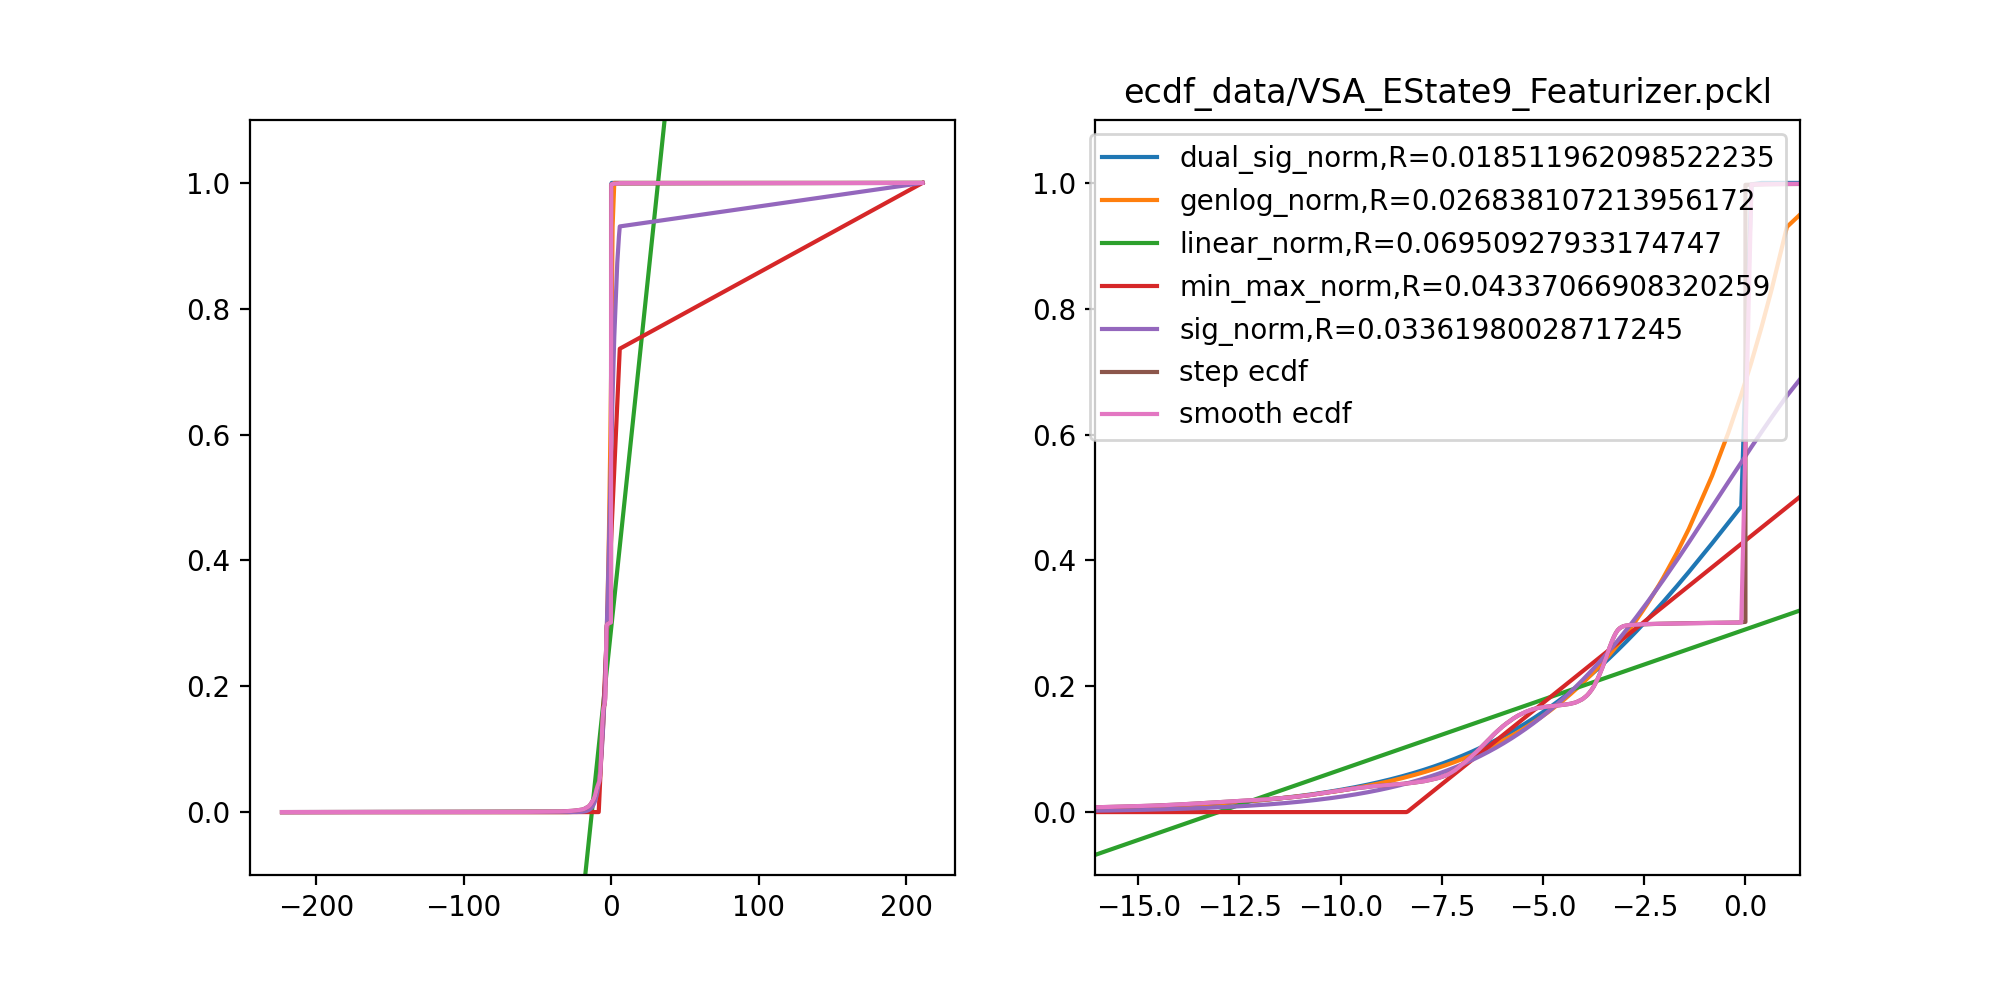 ecdf_data/VSA_EState9_Featurizer.pckl
1.0
0.8
0.6
0.4
0.2
0.0
−200 −100 0 100 200
dual_sig_norm,R=0.018511962098522235
genlog_norm,R=0.026838107213956172
linear_norm,R=0.06950927933174747
min_max_norm,R=0.04337066908320259
sig_norm,R=0.03361980028717245
step ecdf
smooth ecdf
1.0
0.8
0.6
0.4
0.2
0.0
−15.0 −12.5 −10.0 −7.5 −5.0 −2.5 0.0